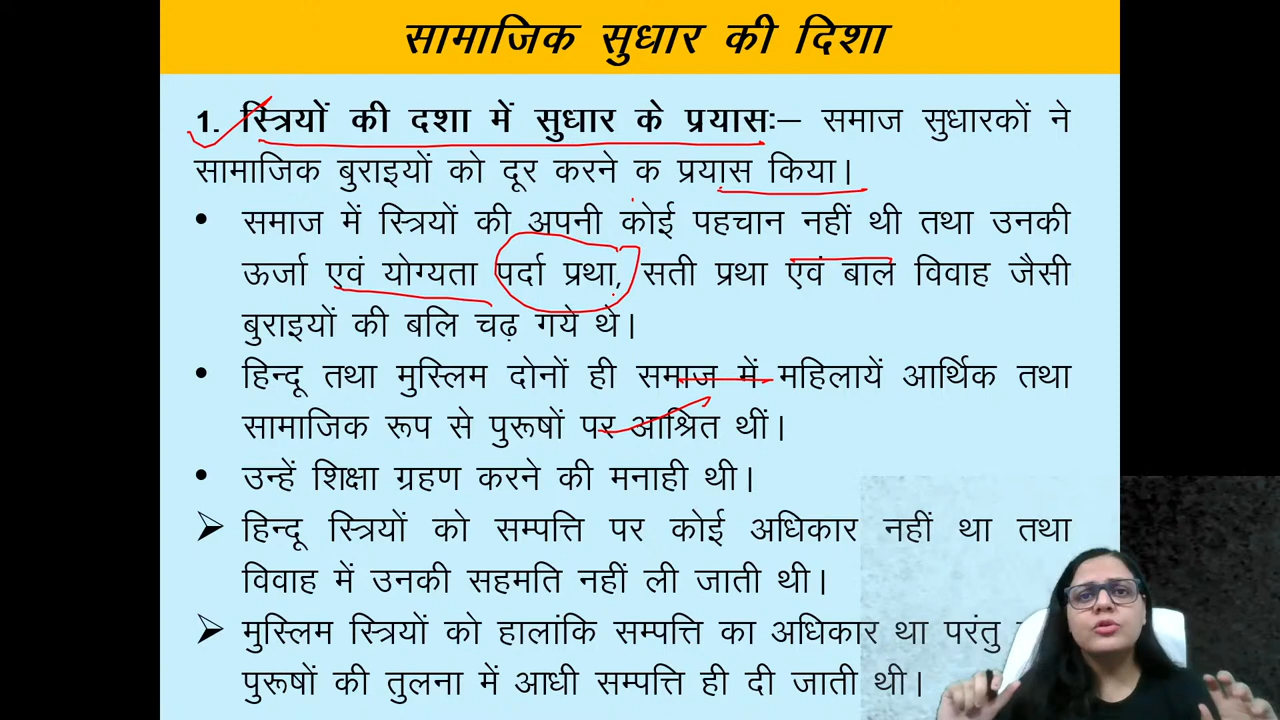 सामाजिक सुधार की दिशा
1. स्त्रियों की दशा में सुधार के प्रयासः– समाज सुधारकों ने
सामाजिक बुराइयों को दूर करने क प्रयास किया।
• समाज में स्त्रियों की अपनी कोई पहचान नहीं थी तथा उनकी
ऊर्जा एवं योग्यता पर्दा प्रथा, सती प्रथा एवं बाल विवाह जैसी
बुराइयों की बलि चढ़ गये थे।
• हिन्दू तथा मुस्लिम दोनों ही समाज में महिलायें आर्थिक तथा
सामाजिक रूप से पुरूषों पर आश्रित थीं।
• उन्हें शिक्षा ग्रहण करने की मनाही थी।
➢ हिन्दू स्त्रियों को सम्पत्ति पर कोई अधिकार नहीं था तथा
विवाह में उनकी सहमति नहीं ली जाती थी।
➢ मुस्लिम स्त्रियों को हालांकि सम्पत्ति का अधिकार था परंतु
पुरूषों की तुलना में आधी सम्पत्ति ही दी जाती थी।